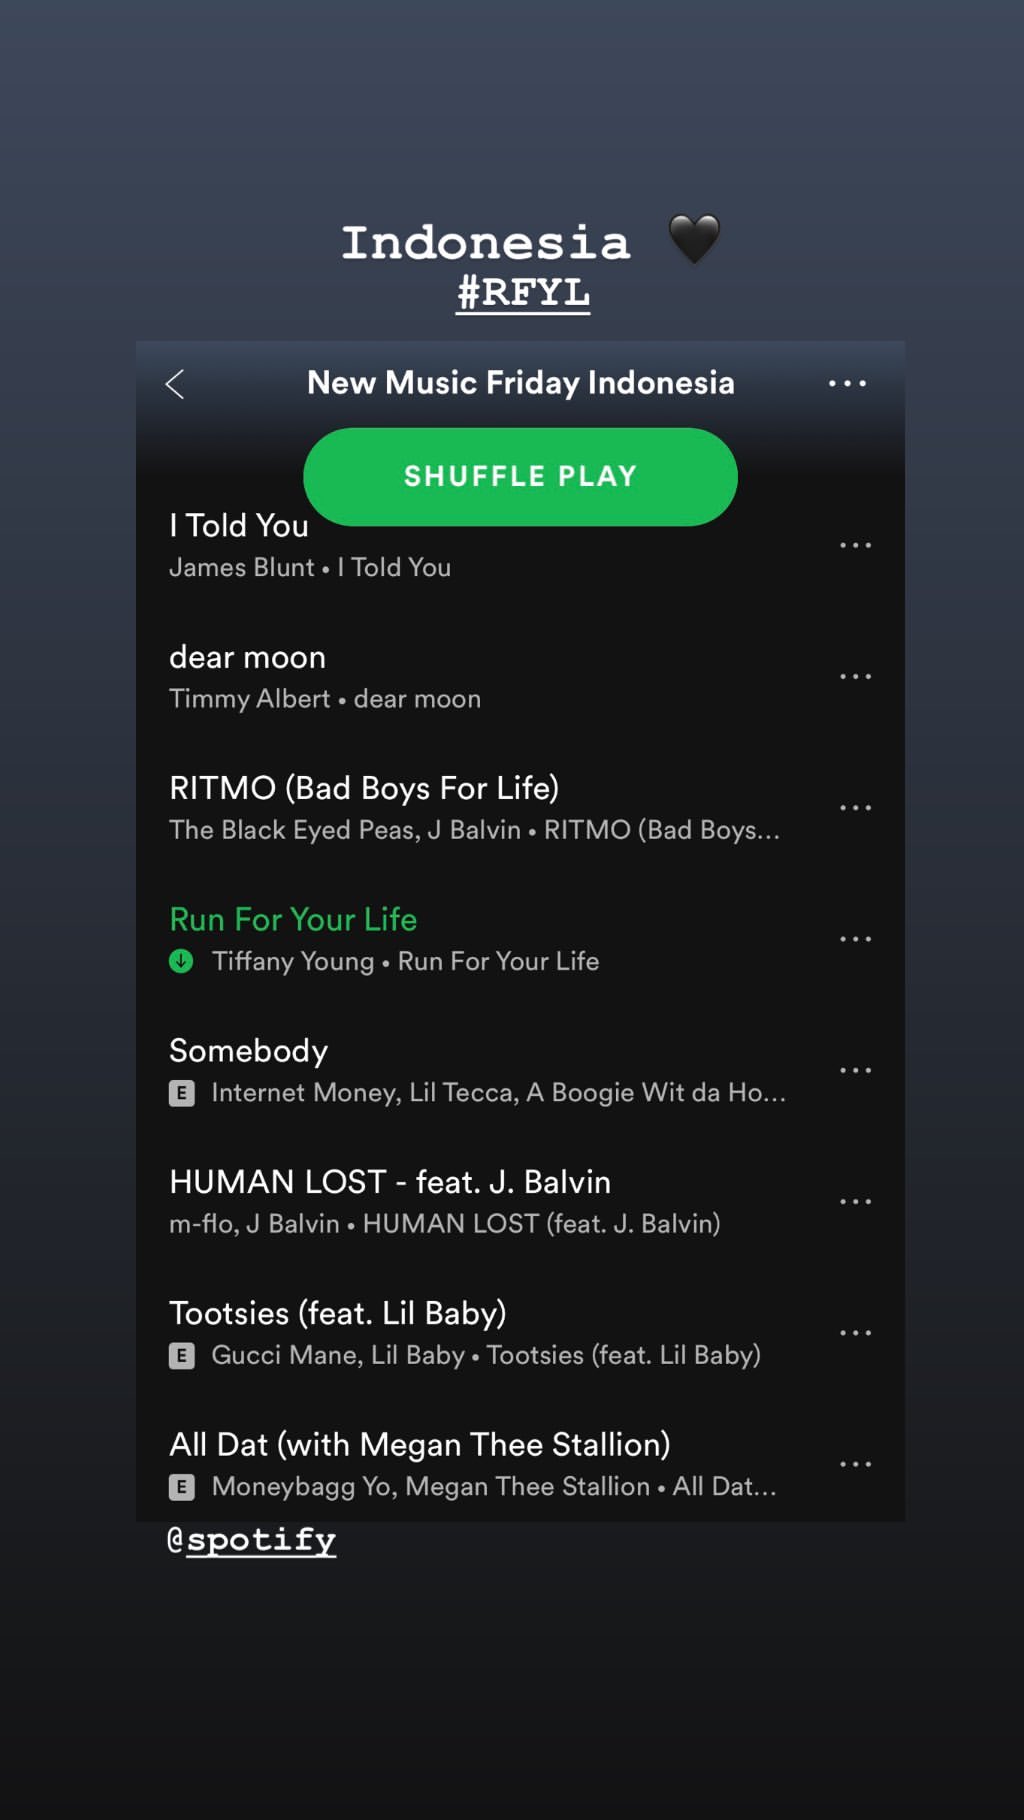 Indonesia 🖤
#RFYL
New Music Friday Indonesia
SHUFFLE PLAY
I Told You
James Blunt • I Told You
dear moon
Timmy Albert • dear moon
RITMO (Bad Boys For Life)
The Black Eyed Peas, J Balvin • RITMO (Bad Boys...
Run For Your Life
Tiffany Young • Run For Your Life
Somebody
E Internet Money, Lil Tecca, A Boogie Wit da Ho...
HUMAN LOST - feat. J. Balvin
m-flo, J Balvin • HUMAN LOST (feat. J. Balvin)
Tootsies (feat. Lil Baby)
E Gucci Mane, Lil Baby • Tootsies (feat. Lil Baby)
All Dat (with Megan Thee Stallion)
E Moneybagg Yo, Megan Thee Stallion • All Dat...
@spotify